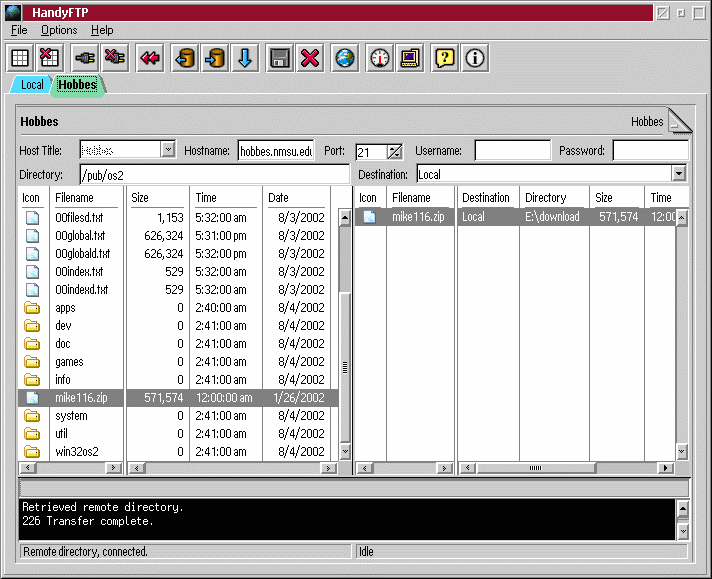 HandyFTP
File Options Help
Local Hobbes
Hobbes Hobbes
Host Title: Hobbes Hostname: hobbes.nmsu.edu Port: 21 Username: Password:
Directory: /pub/os2 Destination: Local
Icon Filename Size Time Date Icon Filename Destination Directory Size Time
00filesd.txt 1,153 5:32:00 am 8/3/2002 mike116.zip Local E:\download 571,574 12:00
00global.txt 626,324 5:31:00 pm 8/3/2002
00globald.txt 626,324 5:32:00 pm 8/3/2002
00index.txt 529 5:32:00 am 8/3/2002
00indexd.txt 529 5:32:00 am 8/3/2002
apps 0 2:40:00 am 8/4/2002
dev 0 2:41:00 am 8/4/2002
doc 0 2:41:00 am 8/4/2002
games 0 2:41:00 am 8/4/2002
info 0 2:41:00 am 8/4/2002
mike116.zip 571,574 12:00:00 am 1/26/2002
system 0 2:41:00 am 8/4/2002
util 0 2:41:00 am 8/4/2002
win32os2 0 2:41:00 am 8/4/2002
Retrieved remote directory.
226 Transfer complete.
Remote directory, connected. Idle